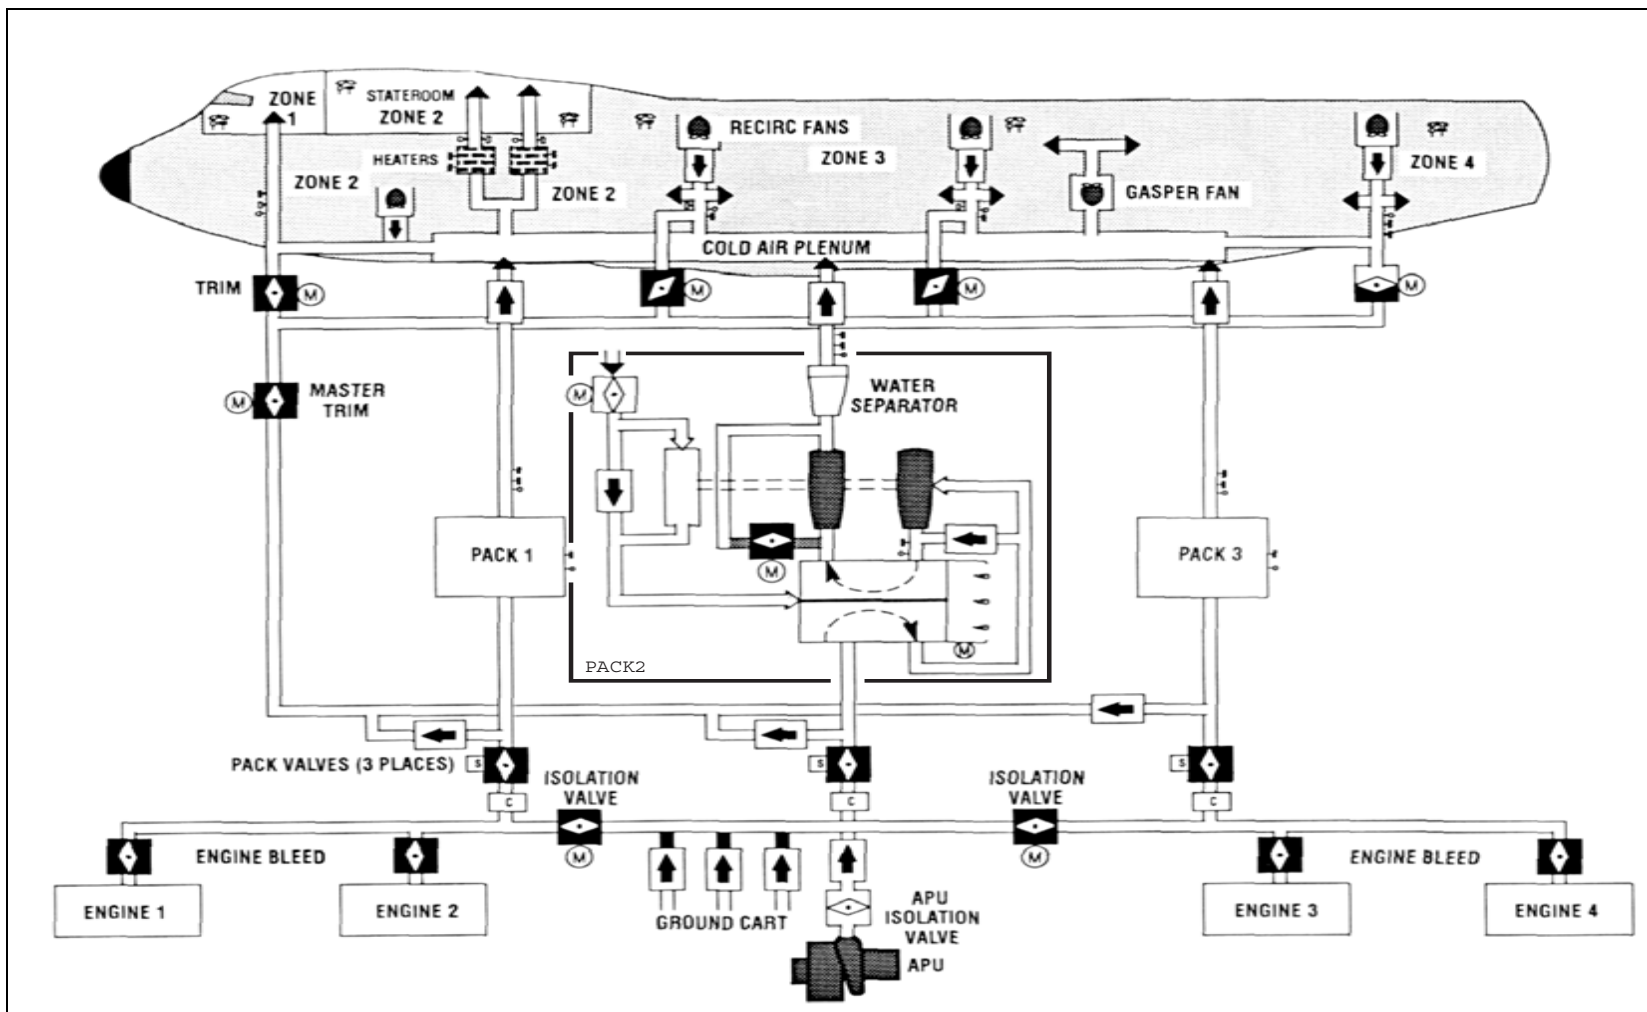 ZONE
1
STATEROOM
ZONE 2
RECIRC FANS
HEATERS
ZONE 3
ZONE 4
ZONE 2
ZONE 2
GASPER FAN
COLD AIR PLENUM
TRIM
M
M
M
M
MASTER
TRIM
M
M
WATER
SEPARATOR
PACK 1
PACK 3
M
M
PACK2
PACK VALVES (3 PLACES)
S
S
S
ISOLATION
VALVE
ISOLATION
VALVE
C
C
C
M
M
ENGINE BLEED
ENGINE BLEED
ENGINE 1
ENGINE 2
GROUND CART
APU
ISOLATION
VALVE
ENGINE 3
ENGINE 4
APU